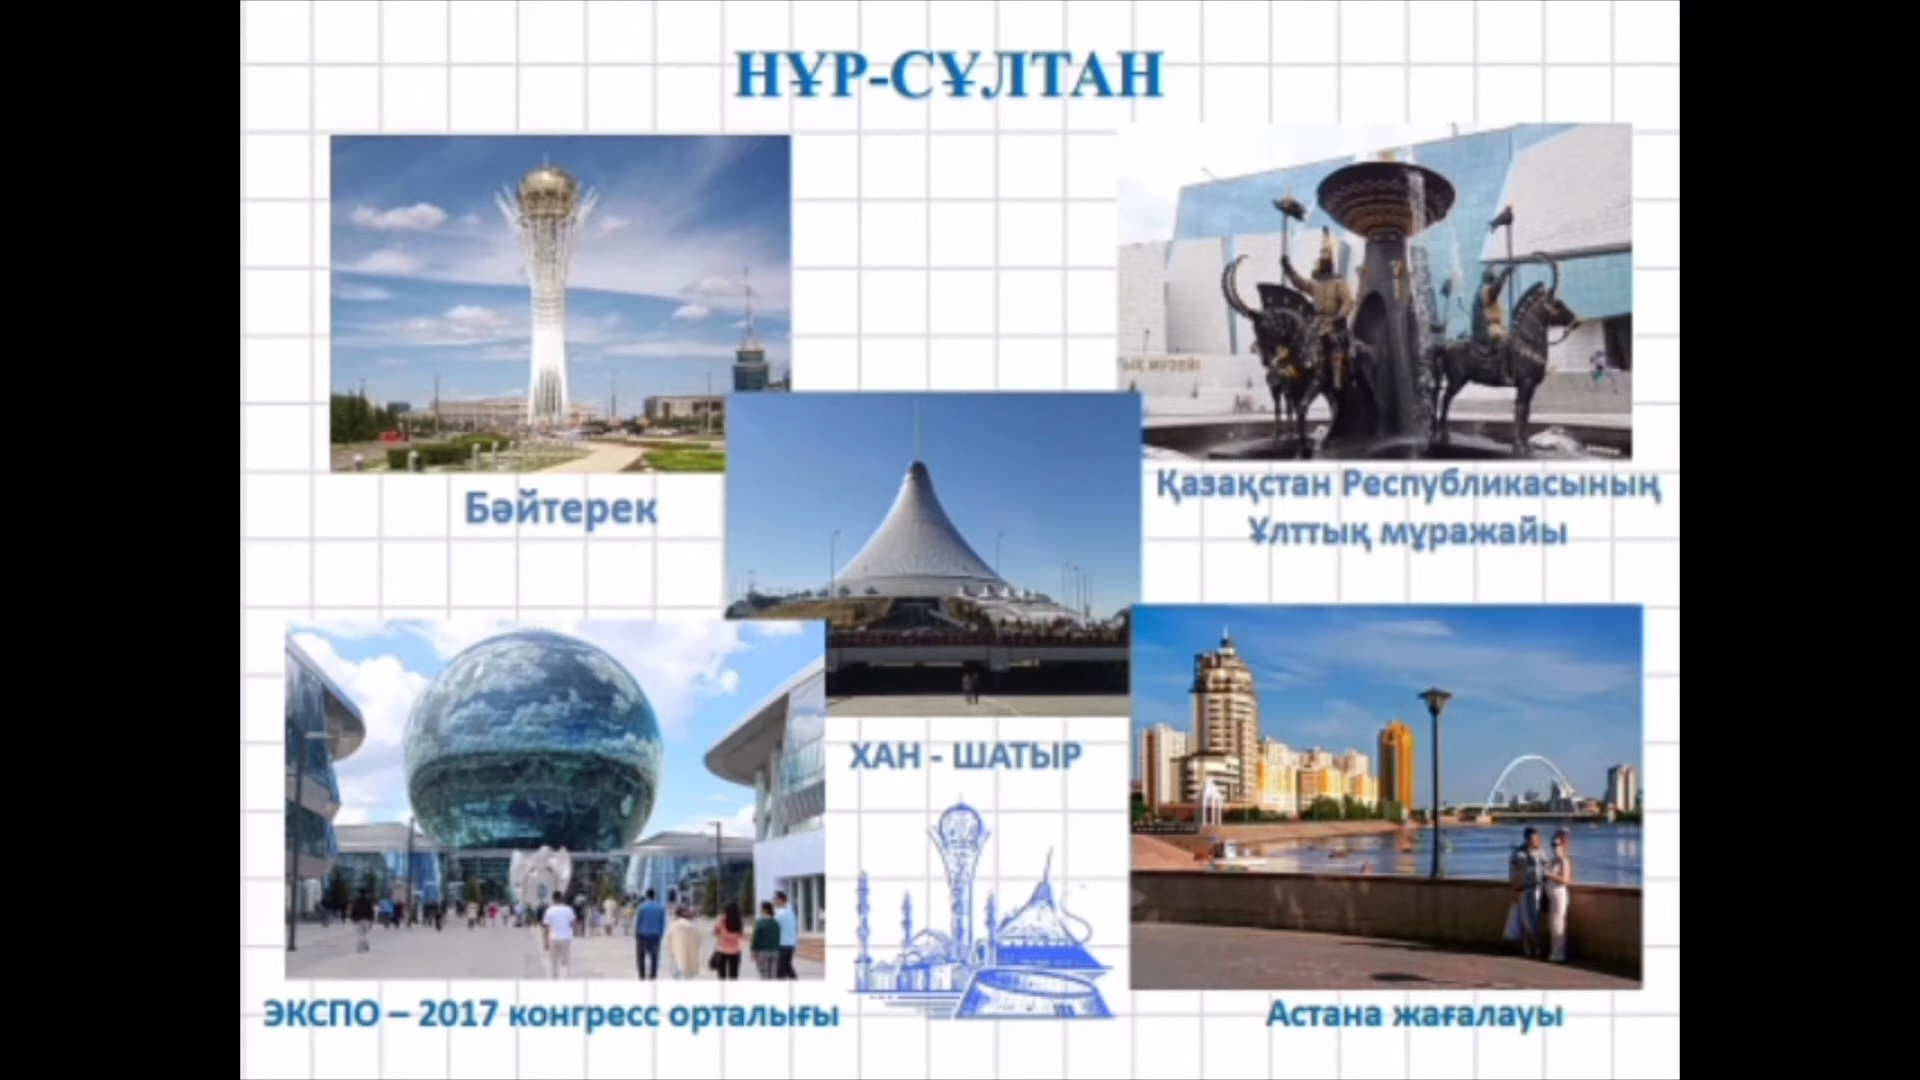 НҰР-СҰЛТАН
Бәйтерек
Қазақстан Республикасының
Ұлттық мұражайы
ХАН - ШАТЫР
ЭКСПО – 2017 конгресс орталығы
Астана жағалауы